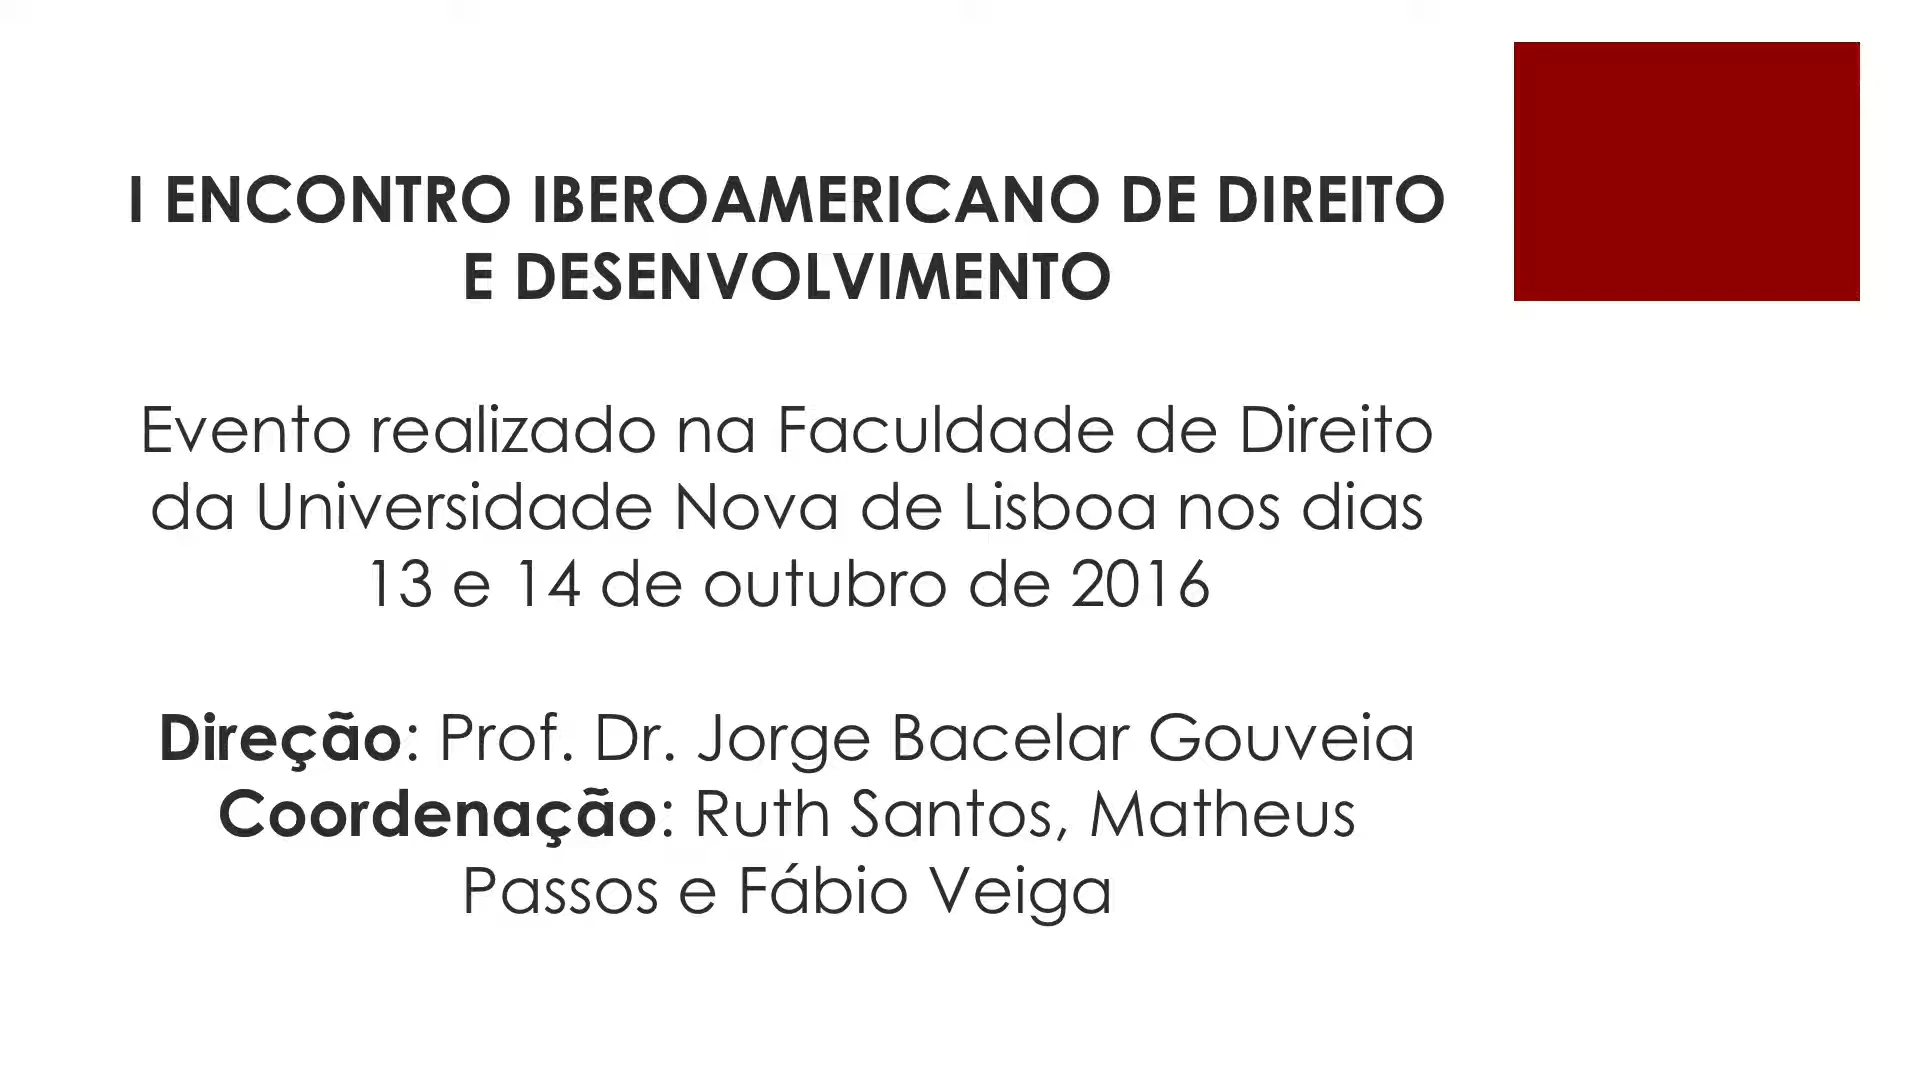 I ENCONTRO IBEROAMERICANO DE DIREITO
E DESENVOLVIMENTO
Evento realizado na Faculdade de Direito
da Universidade Nova de Lisboa nos dias
13 e 14 de outubro de 2016
Direção: Prof. Dr. Jorge Bacelar Gouveia
Coordenação: Ruth Santos, Matheus
Passos e Fábio Veiga